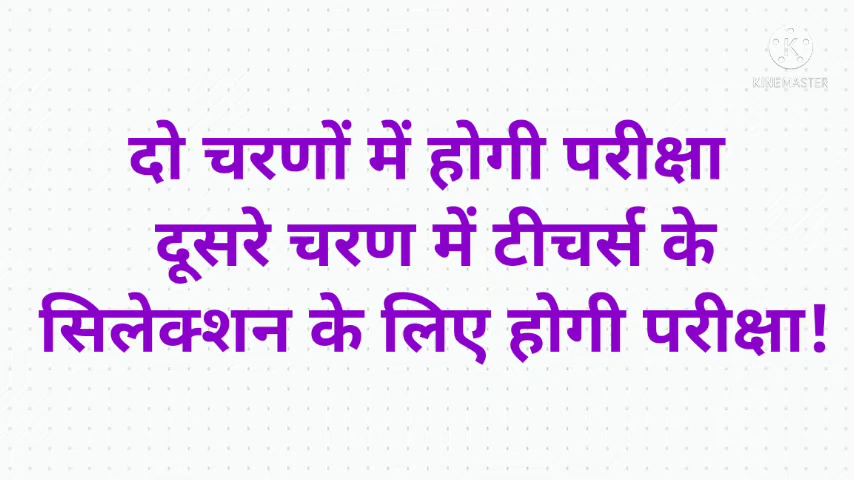 KINEMASTER
दो चरणों में होगी परीक्षा
दूसरे चरण में टीचर्स के
सिलेक्शन के लिए होगी परीक्षा!